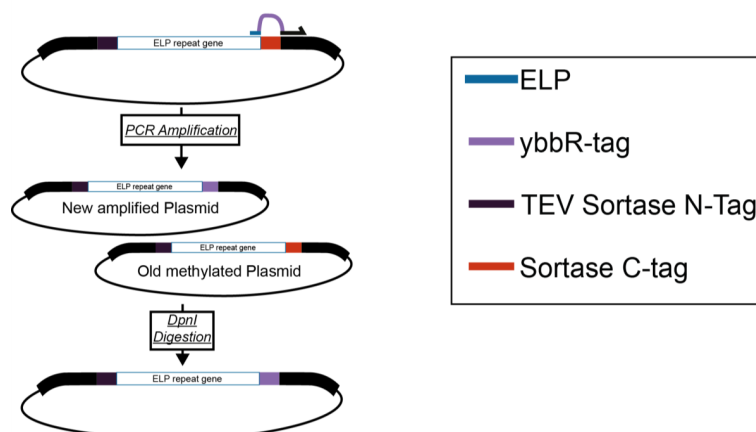 ELP repeat gene
PCR Amplification
ELP repeat gene
New amplified Plasmid
ELP repeat gene
Old methylated Plasmid
DpnI
Digestion
ELP repeat gene
ELP
ybbR-tag
TEV Sortase N-Tag
Sortase C-tag